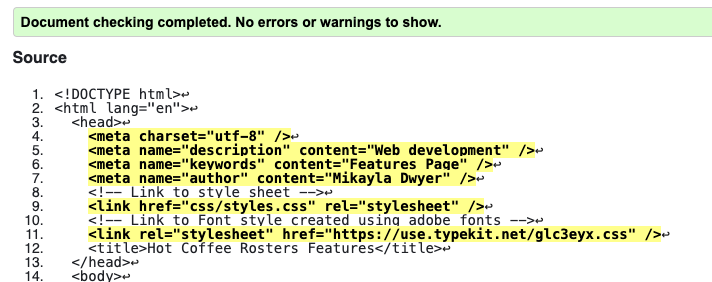 Document checking completed. No errors or warnings to show.
Source
1. <!DOCTYPE html>↩
2. <html lang="en">↩
3. <head>↩
4. <meta charset="utf-8" />↩
5. <meta name="description" content="Web development" />↩
6. <meta name="keywords" content="Features Page" />↩
7. <meta name="author" content="Mikayla Dwyer" />↩
8. <!-- Link to style sheet -->↩
9. <link href="css/styles.css" rel="stylesheet" />↩
10. <!-- Link to Font style created using adobe fonts -->↩
11. <link rel="stylesheet" href="https://use.typekit.net/glc3eyx.css" />↩
12. <title>Hot Coffee Rosters Features</title>↩
13. </head>↩
14. <body>↩